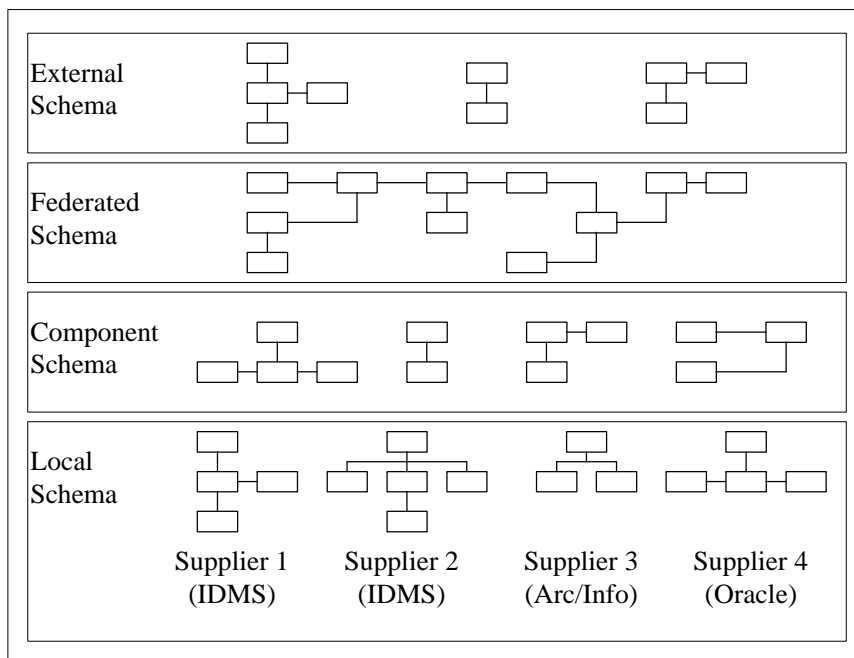 External
Schema
Federated
Schema
Component
Schema
Local
Schema
Supplier 1
(IDMS)
Supplier 2
(IDMS)
Supplier 3
(Arc/Info)
Supplier 4
(Oracle)